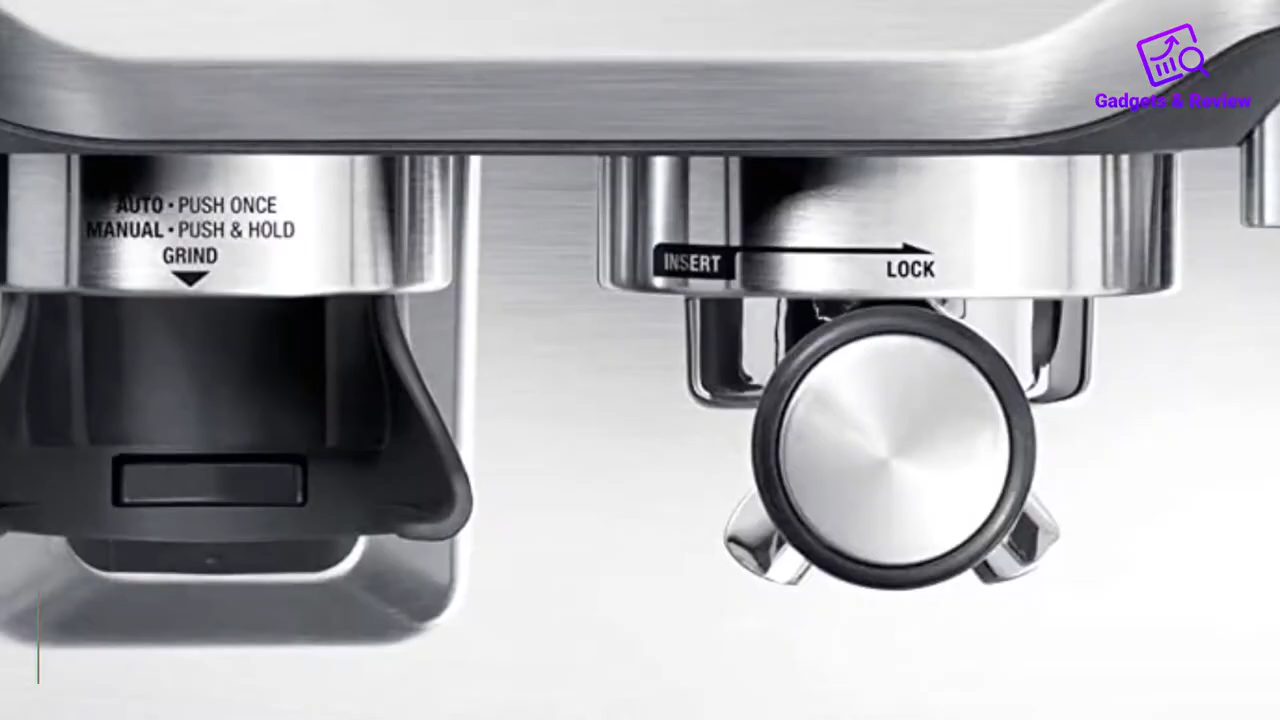 Gadgets & Review
AUTO • PUSH ONCE
MANUAL • PUSH & HOLD
GRIND
INSERT
LOCK